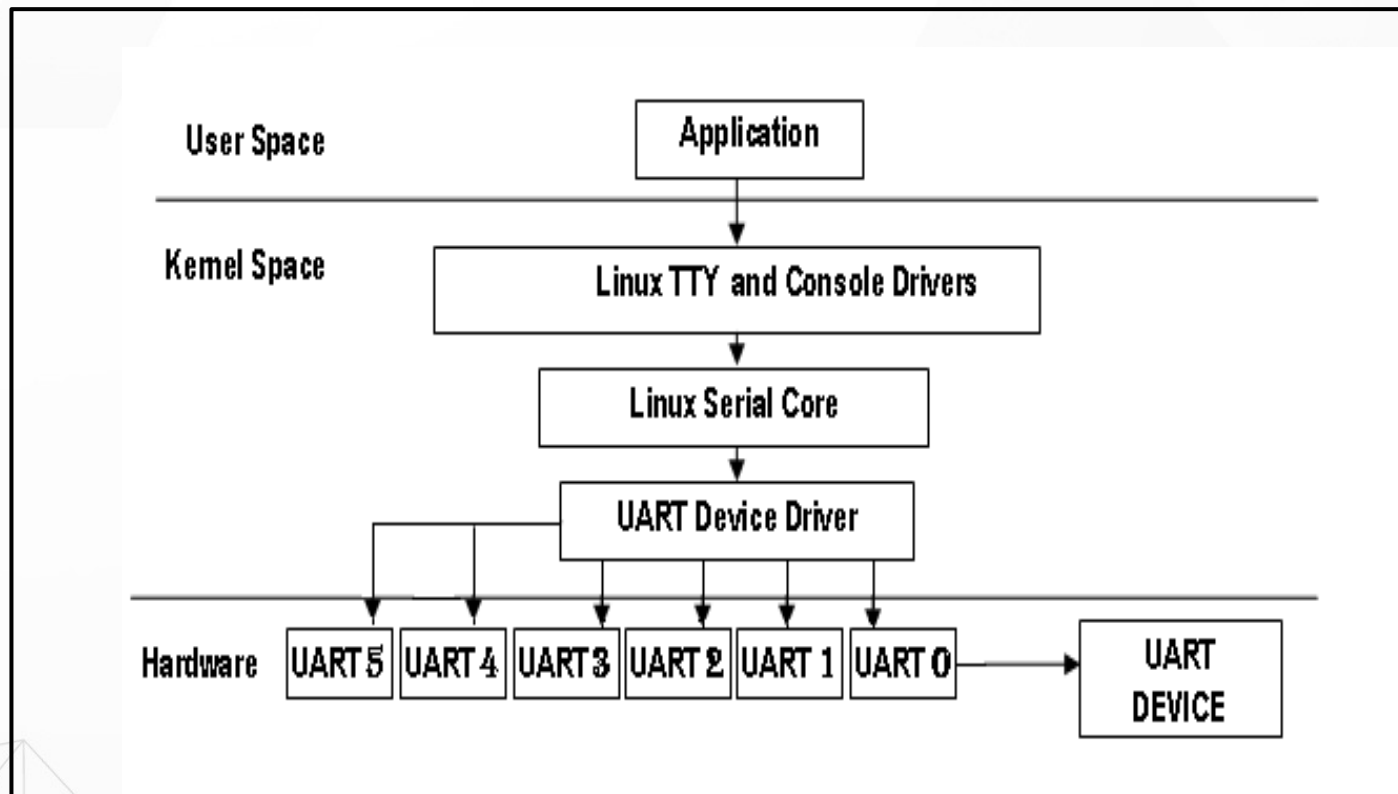 User Space
Application
Kernel Space
Linux TTY and Console Drivers
Linux Serial Core
UART Device Driver
Hardware
UART 5
UART 4
UART 3
UART 2
UART 1
UART 0
UART
DEVICE